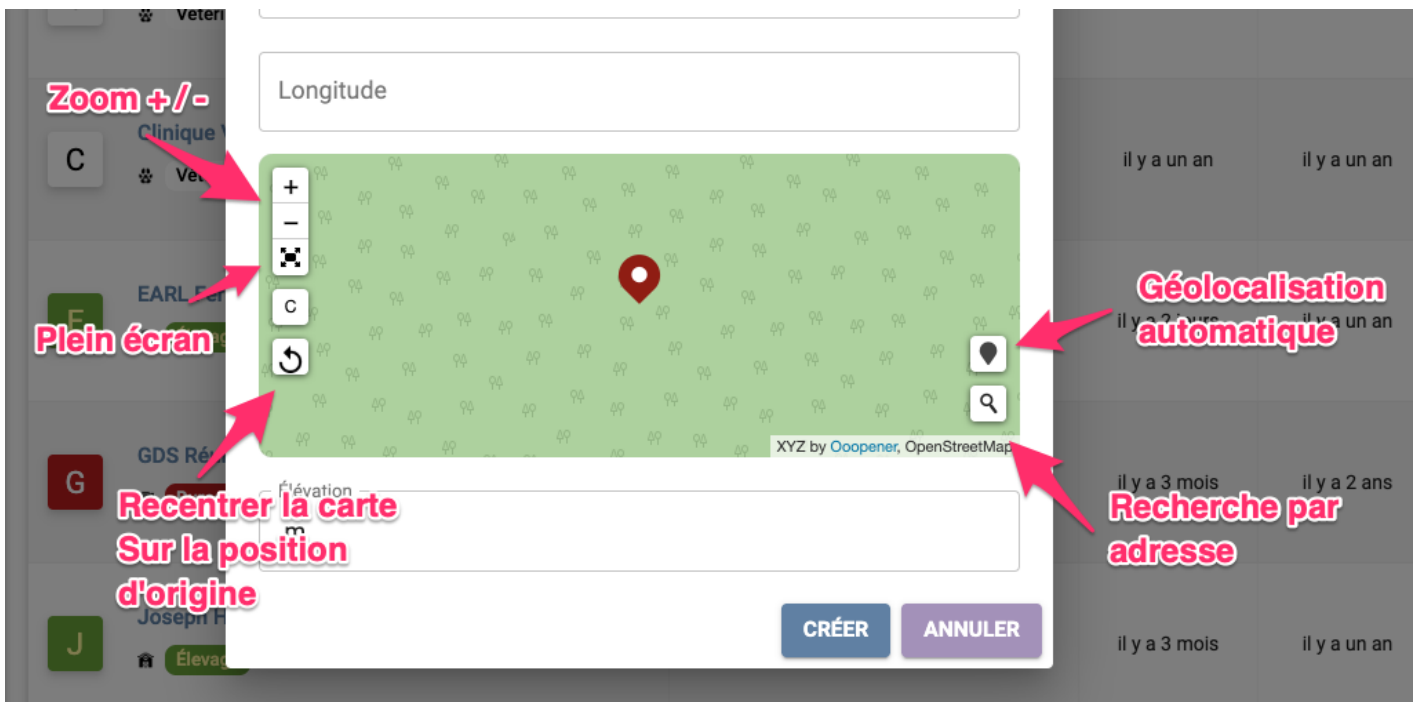 Longitude
Zoom + / -
Clinique
C
il y a un an
il y a un an
+
−
C
EARL
Géolocalisation
automatique
il y a un an
Plein écran
XYZ by Ooopener, OpenStreetMap
GDS
G
Élévation
m
il y a 3 mois
il y a 2 ans
Recentrer la carte
Sur la position
d'origine
Recherche par
adresse
Joseph H
J
Élevag
CRÉER
ANNULER
il y a 3 mois
il y a un an